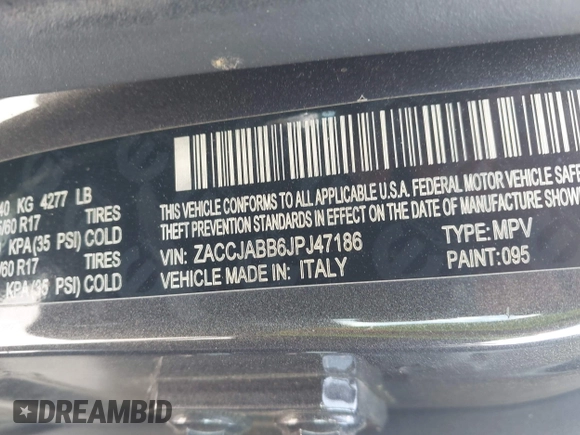 40 KG 4277 LB
/60 R17 TIRES
KPA (35 PSI) COLD
/60 R17 TIRES
KPA (35 PSI) COLD
THIS VEHICLE CONFORMS TO ALL APPLICABLE U.S.A. FEDERAL MOTOR VEHICLE SAFETY
THEFT PREVENTION STANDARDS IN EFFECT ON THE DATE OF MANUFACTURE SHOW
VIN: ZACCJABB6JPJ47186 TYPE: MPV
VEHICLE MADE IN: ITALY PAINT: 095
DREAMBID